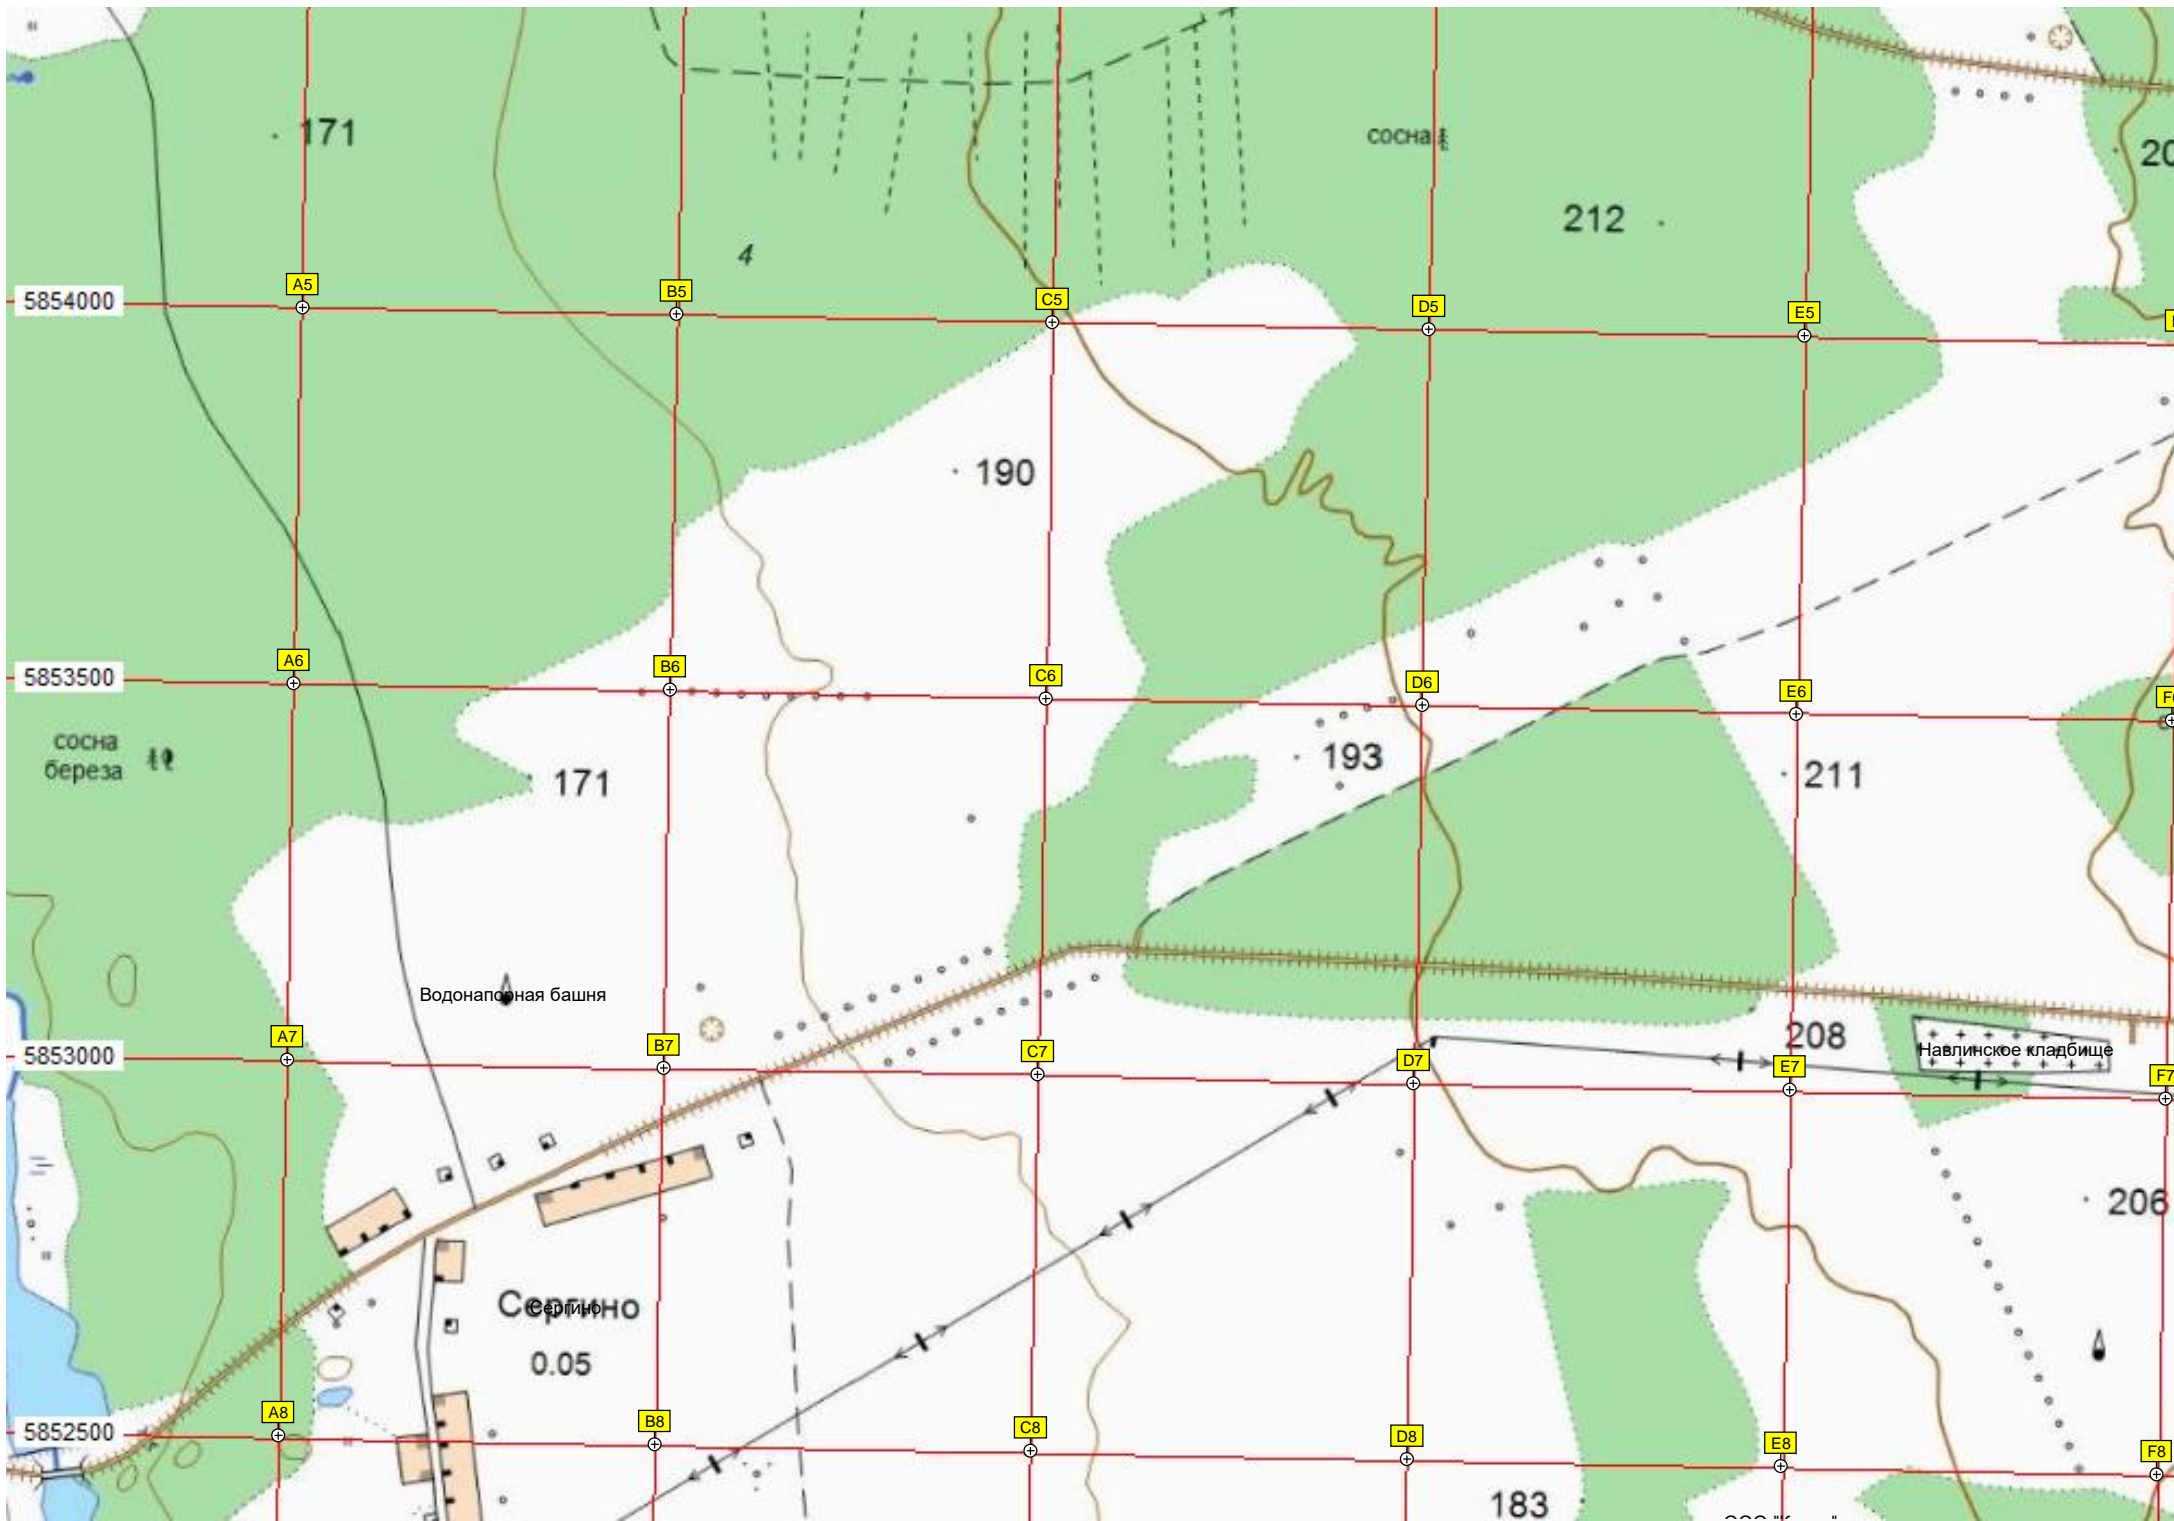 171
сосна
20
212
4
A5
B5
C5
D5
E5
5854000
190
A6
B6
C6
D6
E6
5853500
сосна
береза
193
211
171
Водонапорная башня
208
A7
B7
C7
D7
E7
F7
5853000
Навлинское кладбище
206
Сергино
Сергино
0.05
A8
B8
C8
D8
E8
F8
5852500
183